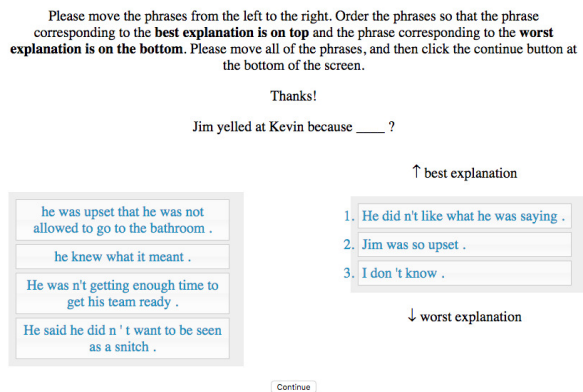 Please move the phrases from the left to the right. Order the phrases so that the phrase
corresponding to the best explanation is on top and the phrase corresponding to the worst
explanation is on the bottom. Please move all of the phrases, and then click the continue button at
the bottom of the screen.
Thanks!
Jim yelled at Kevin because ____ ?
↑ best explanation
he was upset that he was not
allowed to go to the bathroom .
he knew what it meant .
He was n't getting enough time to
get his team ready .
He said he did n ' t want to be seen
as a snitch .
1. He did n't like what he was saying .
2. Jim was so upset .
3. I don 't know .
↓ worst explanation
Continue